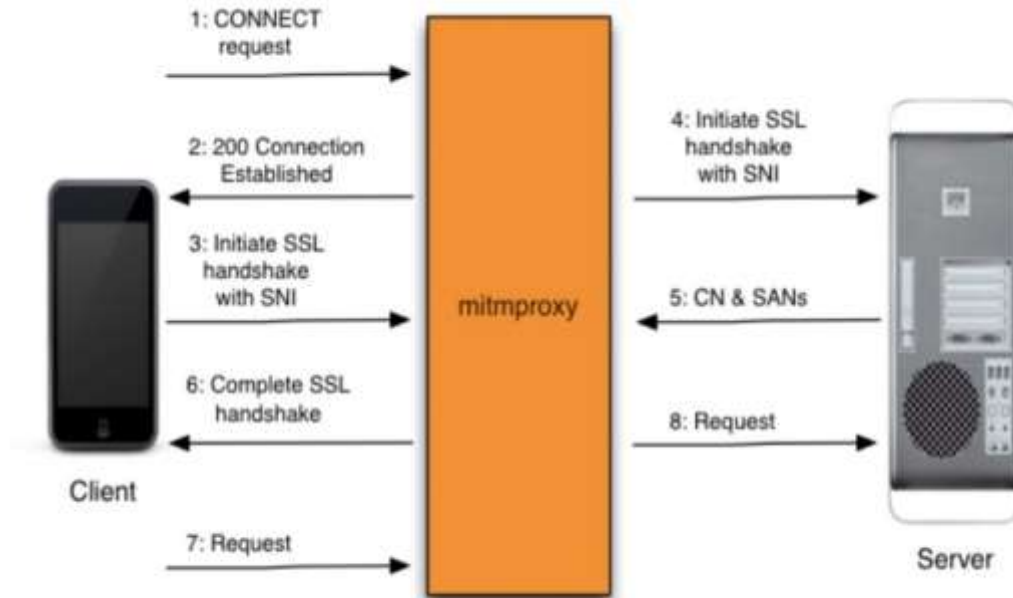 1: CONNECT
request
2: 200 Connection
Established
3: Initiate SSL
handshake
with SNI
6: Complete SSL
handshake
7: Request
Client
mitmproxy
4: Initiate SSL
handshake
with SNI
5: CN & SANs
8: Request
Server